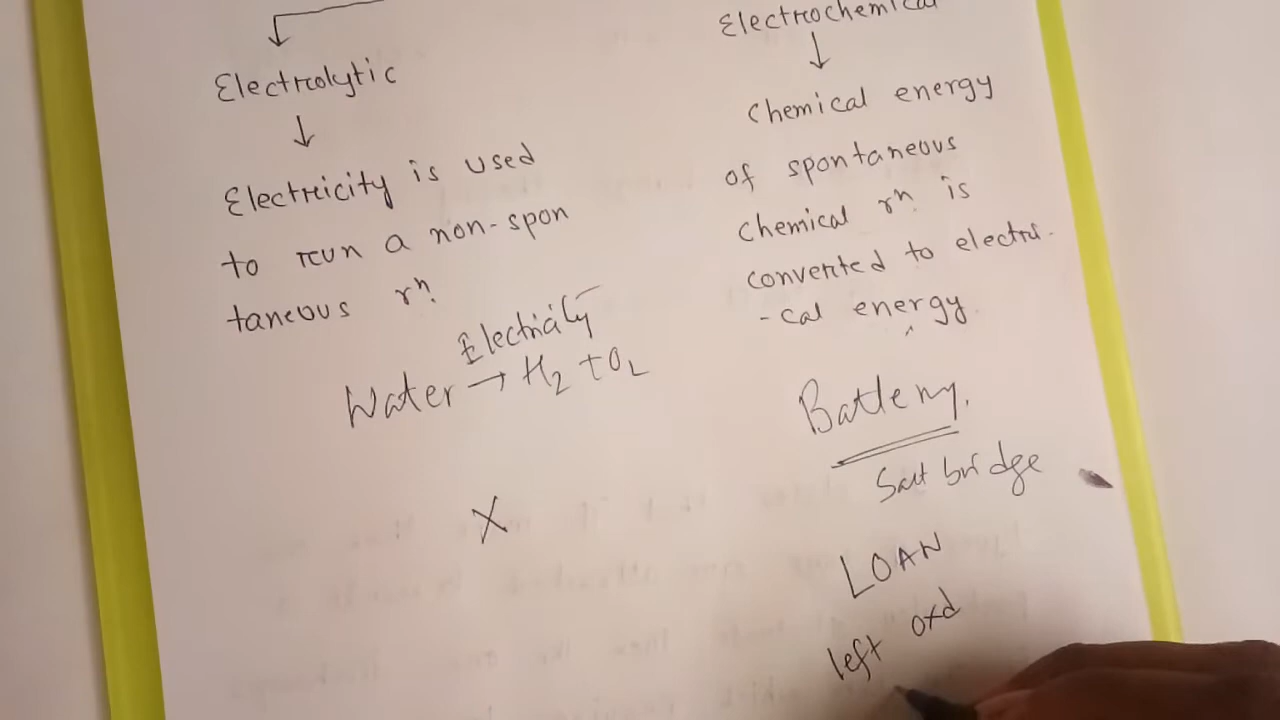 Electrolytic
Electricity is used
to run a non-spon
taneous rn.
Electricity
Water → H2 + O2
X
Electrochemical
Chemical energy
of spontaneous
chemical rn. is
converted to electri-
-cal energy
Battery.
Salt bridge
LOAN
left oxd